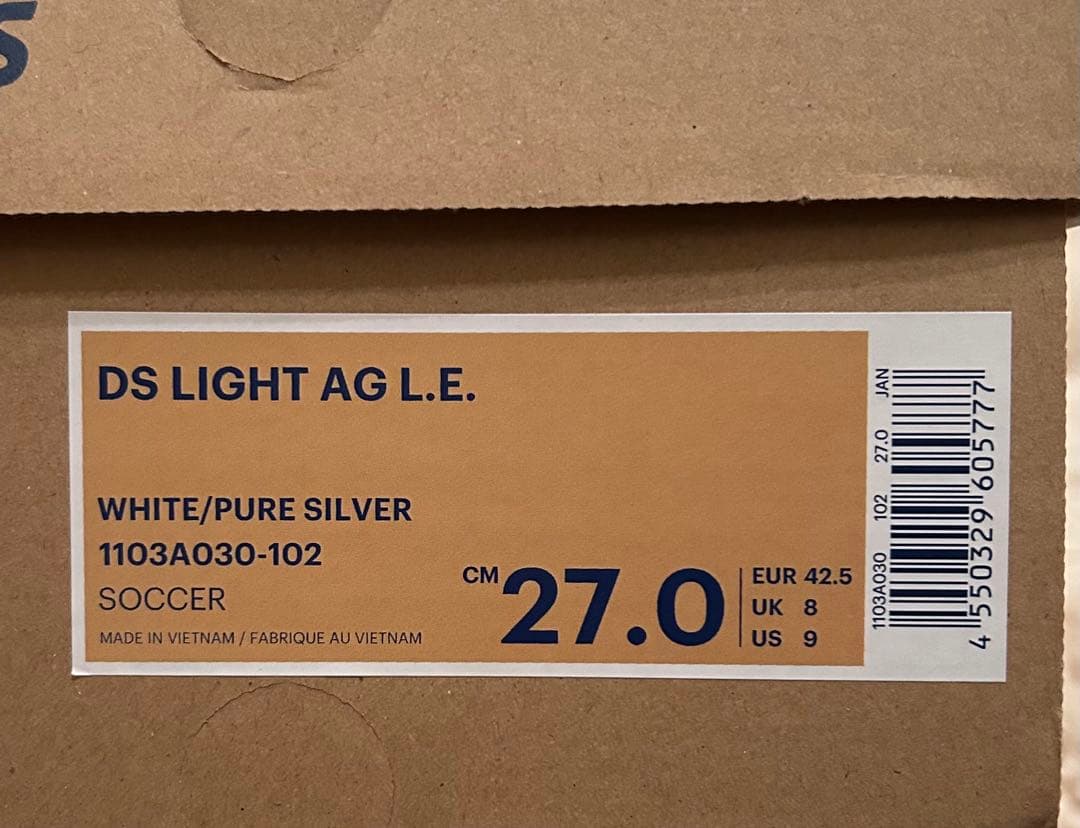 S
DS LIGHT AG L.E.
WHITE/PURE SILVER
1103A030-102
SOCCER
MADE IN VIETNAM / FABRIQUE AU VIETNAM
CM 27.0
EUR 42.5
UK 8
US 9
1103A030 102 27.0 JAN
4 550329 605777